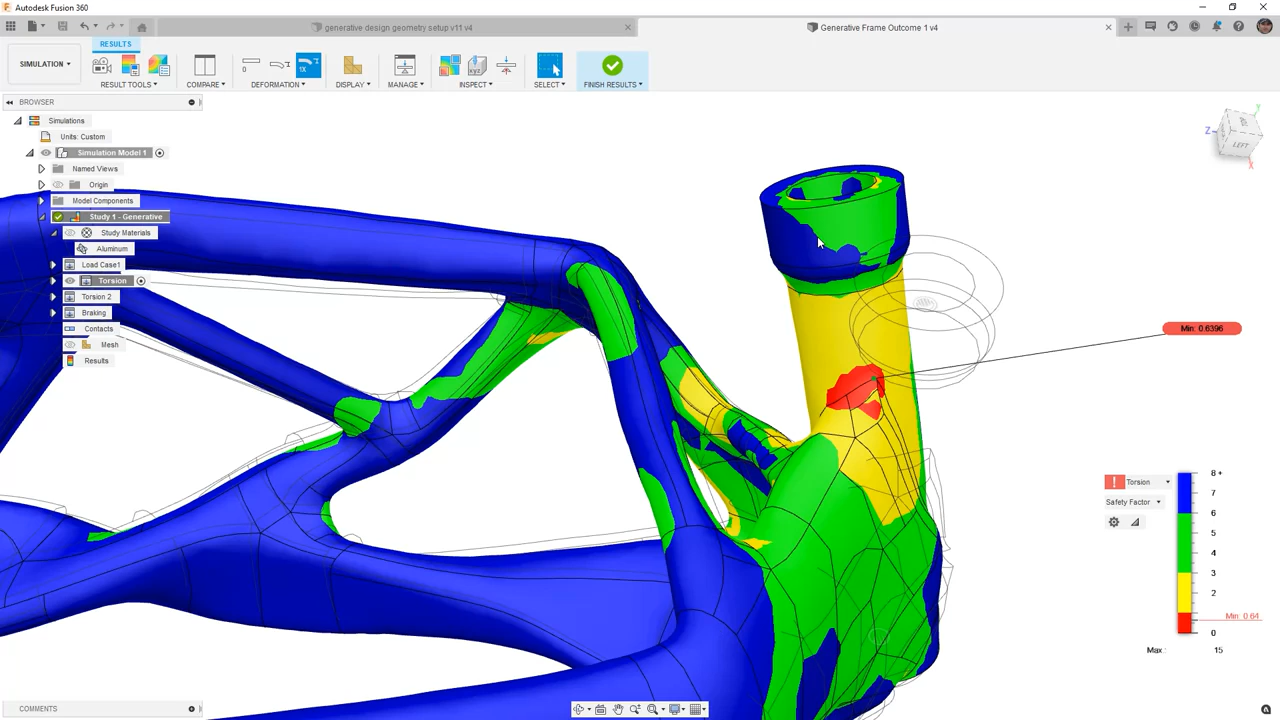 Autodesk Fusion 360
generative design geometry setup v11 v4
Generative Frame Outcome 1 v4
RESULTS
SIMULATION
RESULT TOOLS
COMPARE
DEFORMATION
DISPLAY
MANAGE
INSPECT
SELECT
FINISH RESULTS
BROWSER
Simulations
Units: Custom
Simulation Model 1
Named Views
Origin
Model Components
Study 1 - Generative
Study Materials
Aluminum
Load Case1
Torsion
Torsion 2
Braking
Contacts
Mesh
Results
LEFT
Z
Y
X
Min: 0.6396
Torsion
Safety Factor
8 +
7
6
5
4
3
2
Min: 0.64
0
Max :
15
COMMENTS